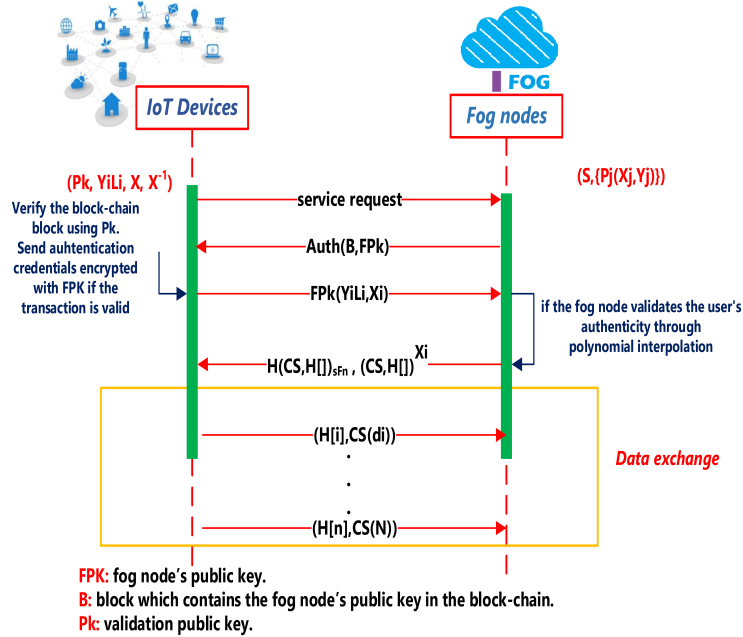 FOG
IoT Devices
Fog nodes
(Pk, YiLi, X, X⁻¹)
(S,{Pj(Xj,Yj)})
Verify the block-chain
block using Pk.
Send auhtentication
credentials encrypted
with FPK if the
transaction is valid
service request
Auth(B,FPk)
FPk(YiLi,Xi)
if the fog node validates the user's
authenticity through
polynomial interpolation
H(CS,H[])sFn , (CS,H[])Xi
(H[i],CS(di))
.
.
.
Data exchange
(H[n],CS(N))
FPK: fog node's public key.
B: block which contains the fog node's public key in the block-chain.
Pk: validation public key.